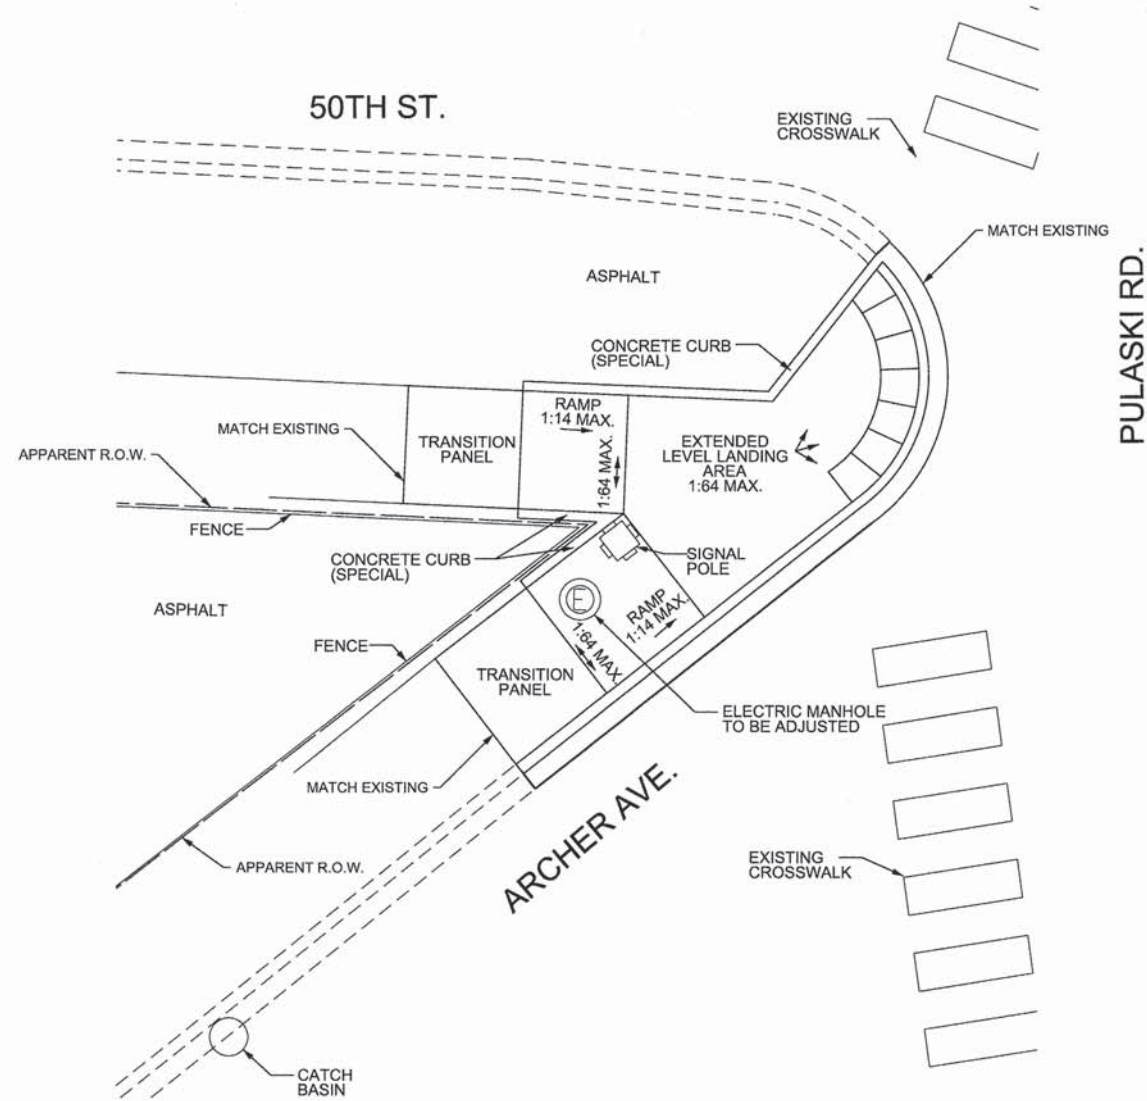 50TH ST.
EXISTING
CROSSWALK
MATCH EXISTING
PULASKI RD.
ASPHALT
CONCRETE CURB
(SPECIAL)
RAMP
1:14 MAX.
MATCH EXISTING
TRANSITION
PANEL
1:64 MAX.
EXTENDED
LEVEL LANDING
AREA
1:64 MAX.
APPARENT R.O.W.
FENCE
CONCRETE CURB
(SPECIAL)
SIGNAL
POLE
ASPHALT
E
RAMP
1:14 MAX.
1:64 MAX.
FENCE
TRANSITION
PANEL
ELECTRIC MANHOLE
TO BE ADJUSTED
MATCH EXISTING
ARCHER AVE.
APPARENT R.O.W.
EXISTING
CROSSWALK
CATCH
BASIN